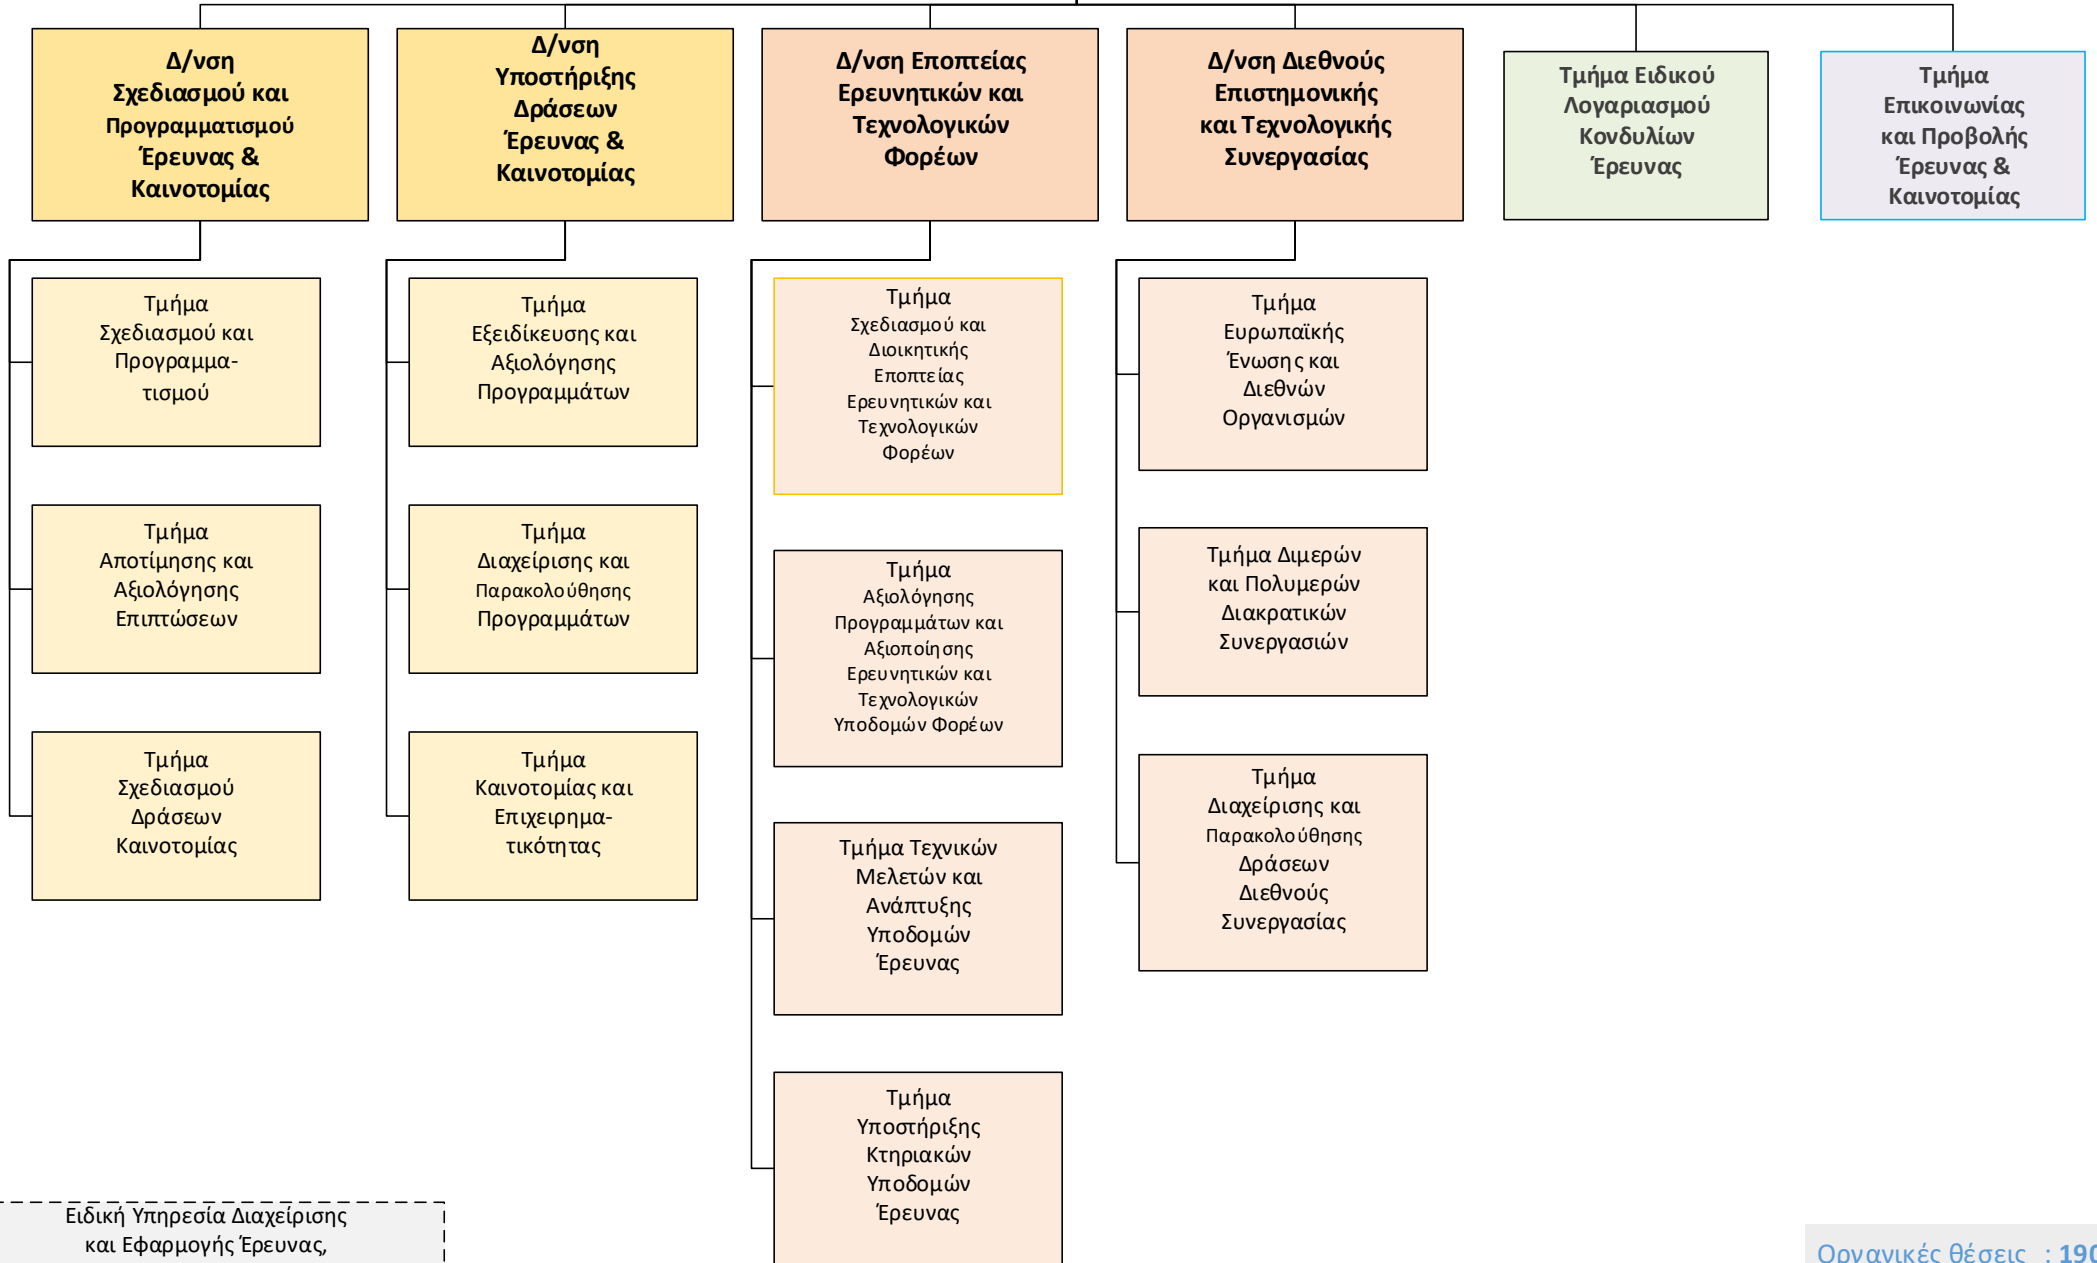 Δ/νση
Σχεδιασμού και
Προγραμματισμού
Έρευνας &
Καινοτομίας
Δ/νση
Υποστήριξης
Δράσεων
Έρευνας &
Καινοτομίας
Δ/νση Εποπτείας
Ερευνητικών και
Τεχνολογικών
Φορέων
Δ/νση Διεθνούς
Επιστημονικής
και Τεχνολογικής
Συνεργασίας
Τμήμα Ειδικού
Λογαριασμού
Κονδυλίων
Έρευνας
Τμήμα
Επικοινωνίας
και Προβολής
Έρευνας &
Καινοτομίας
Τμήμα
Σχεδιασμού και
Προγραμμα-
τισμού
Τμήμα
Αποτίμησης και
Αξιολόγησης
Επιπτώσεων
Τμήμα
Σχεδιασμού
Δράσεων
Καινοτομίας
Τμήμα
Εξειδίκευσης και
Αξιολόγησης
Προγραμμάτων
Τμήμα
Διαχείρισης και
Παρακολούθησης
Προγραμμάτων
Τμήμα
Καινοτομίας και
Επιχειρημα-
τικότητας
Τμήμα
Σχεδιασμού και
Διοικητικής
Εποπτείας
Ερευνητικών και
Τεχνολογικών
Φορέων
Τμήμα
Αξιολόγησης
Προγραμμάτων και
Αξιοποίησης
Ερευνητικών και
Τεχνολογικών
Υποδομών Φορέων
Τμήμα Τεχνικών
Μελετών και
Ανάπτυξης
Υποδομών
Έρευνας
Τμήμα
Υποστήριξης
Κτηριακών
Υποδομών
Έρευνας
Τμήμα
Ευρωπαϊκής
Ένωσης και
Διεθνών
Οργανισμών
Τμήμα Διμερών
και Πολυμερών
Διακρατικών
Συνεργασιών
Τμήμα
Διαχείρισης και
Παρακολούθησης
Δράσεων
Διεθνούς
Συνεργασίας
Ειδική Υπηρεσία Διαχείρισης
και Εφαρμογής Έρευνας,
Οργανικές θέσεις : 190